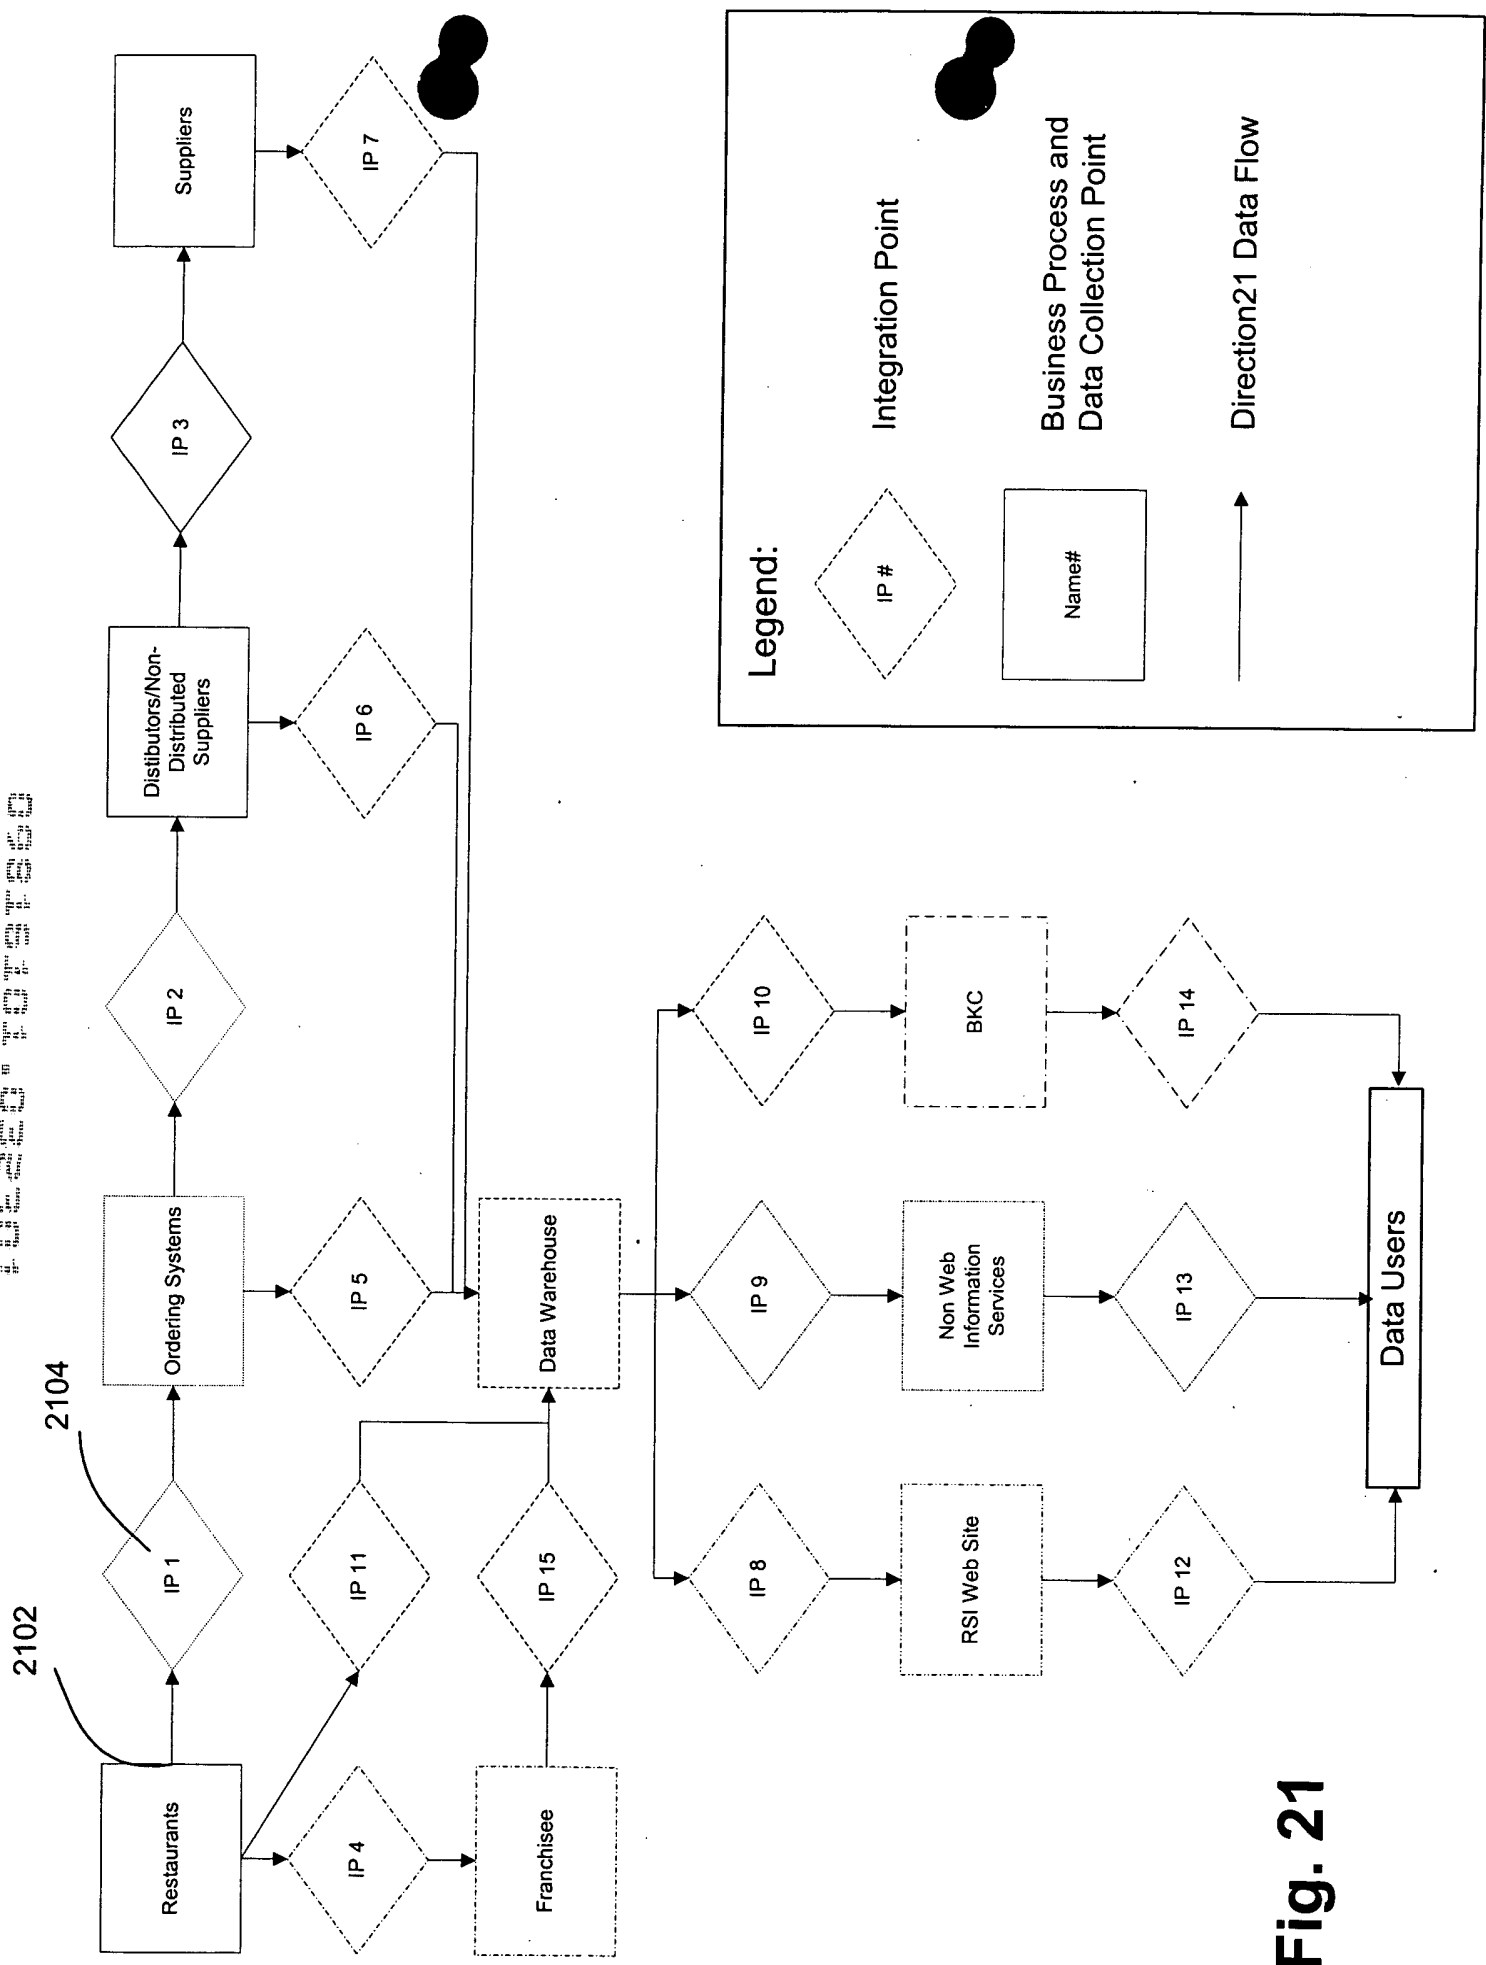 2102
2104
Restaurants
IP 1
Ordering Systems
IP 2
Distibutors/Non-
Distributed
Suppliers
IP 3
Suppliers
IP 4
IP 11
IP 5
IP 6
IP 7
Franchisee
IP 15
Data Warehouse
IP 8
IP 9
IP 10
RSI Web Site
Non Web
Information
Services
BKC
IP 12
IP 13
IP 14
Data Users
Legend:
IP #
Integration Point
Name#
Business Process and
Data Collection Point
Direction21 Data Flow
Fig. 21